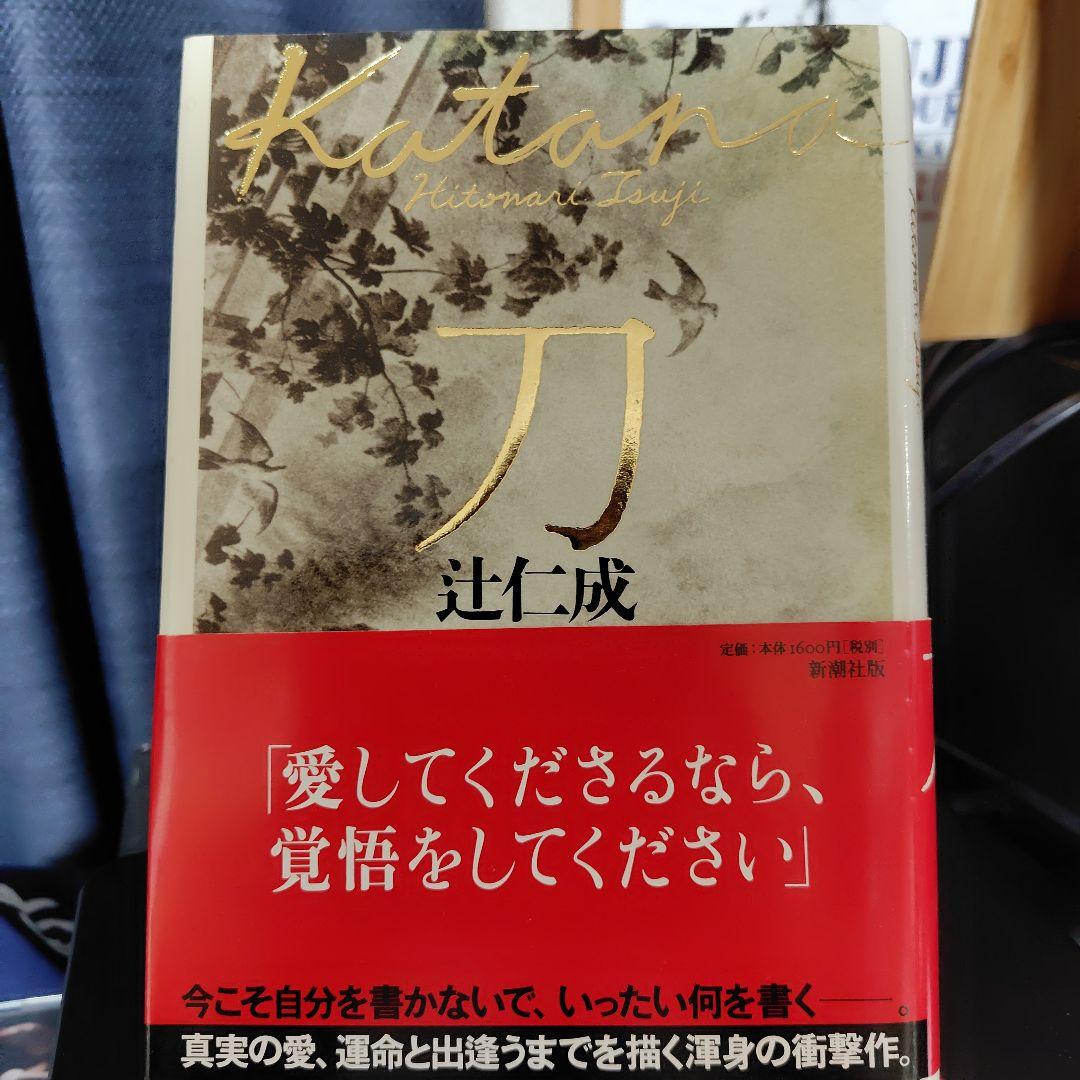 Katana
Hitonari Tsuji
刀
辻仁成
定価：本体1600円[税別]
新潮社版
「愛してくださるなら、
覚悟をしてください」
今こそ自分を書かないで、いったい何を書く――。
真実の愛、運命と出逢うまでを描く渾身の衝撃作。